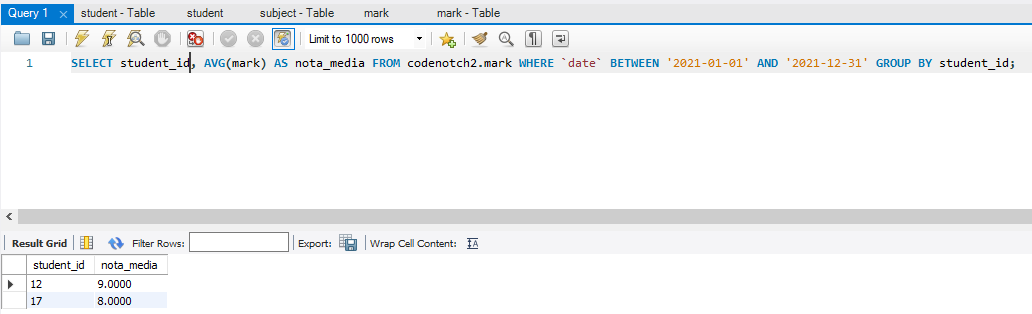 Query 1 student - Table student subject - Table mark mark - Table
Limit to 1000 rows
1 SELECT student_id, AVG(mark) AS nota_media FROM codenotch2.mark WHERE `date` BETWEEN '2021-01-01' AND '2021-12-31' GROUP BY student_id;
Result Grid Filter Rows: Export: Wrap Cell Content:
student_id nota_media
12 9.0000
17 8.0000